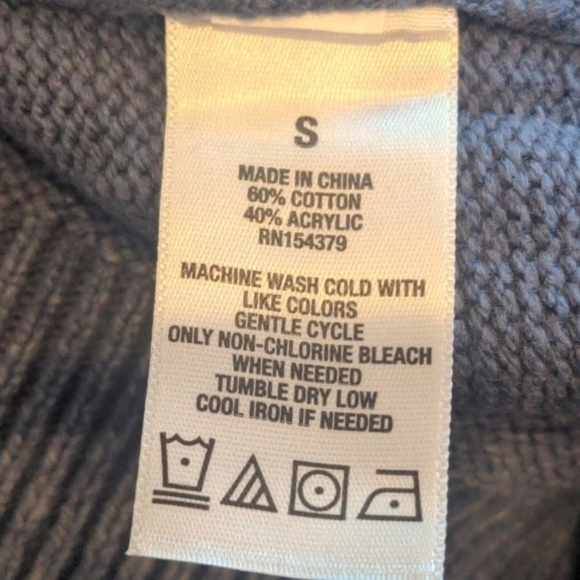 S
MADE IN CHINA
60% COTTON
40% ACRYLIC
RN154379
MACHINE WASH COLD WITH
LIKE COLORS
GENTLE CYCLE
ONLY NON-CHLORINE BLEACH
WHEN NEEDED
TUMBLE DRY LOW
COOL IRON IF NEEDED